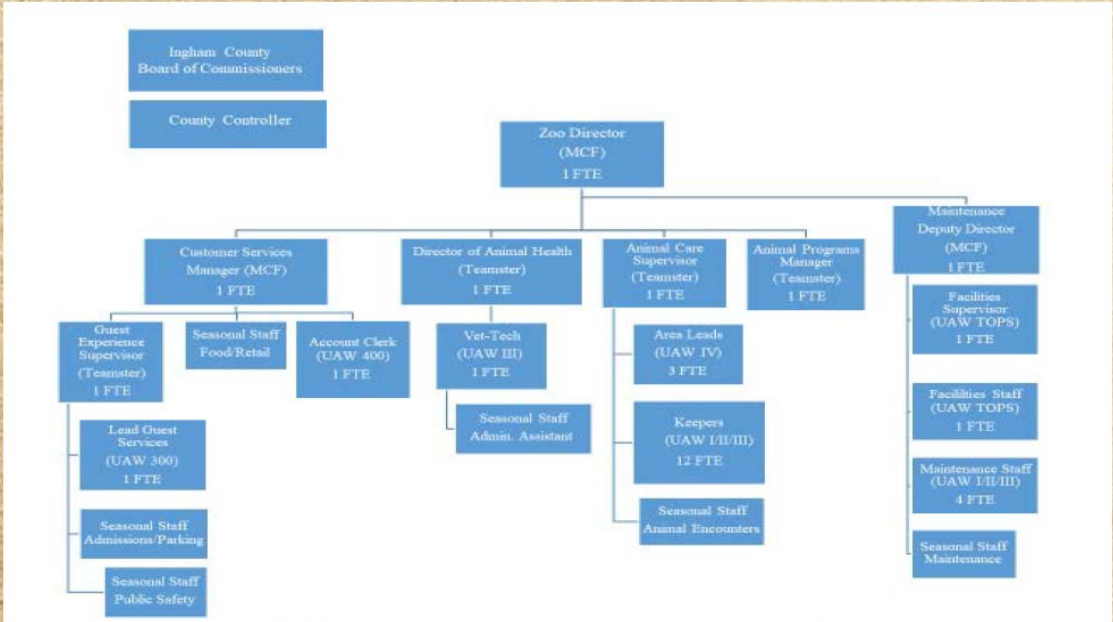 Ingham County
Board of Commissioners
County Controller
Zoo Director
(MCF)
1 FTE
Customer Services
Manager (MCF)
1 FTE
Director of Animal Health
(Teamster)
1 FTE
Animal Care
Supervisor
(Teamster)
1 FTE
Animal Programa
Manager
(Teamster)
1 FTE
Maintenance
Deputy Director
(MCF)
1 FTE
Guest
Experience
Supervisor
(Teamster)
1 FTE
Seasonal Staff
Food/Retail
Account Clerk
(UAW 400)
1 FTE
Lead Guest
Services
(UAW 300)
1 FTE
Seasonal Staff
Admissions/Parking
Seasonal Staff
Public Safety
Vet-Tech
(UAW III)
1 FTE
Seasonal Staff
Admin. Assistant
Area Leads
(UAW IV)
3 FTE
Keepers
(UAW I/II/III)
12 FTE
Seasonal Staff
Animal Encounters
Facilities
Supervisor
(UAW TOPS)
1 FTE
Facililties Staff
(UAW TOPS)
1 FTE
Maintenance Staff
(UAW I/II/III)
4 FTE
Seasonal Staff
Maintenance